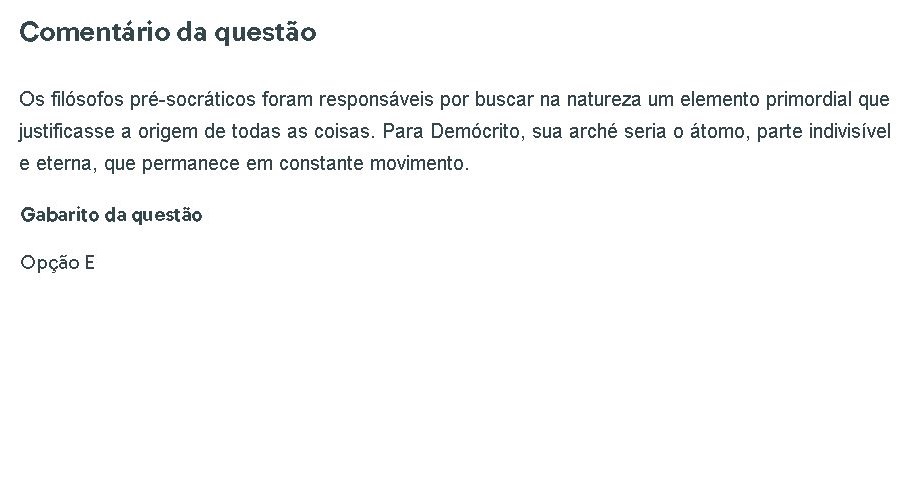 Comentário da questão
Os filósofos pré-socráticos foram responsáveis por buscar na natureza um elemento primordial que
justificasse a origem de todas as coisas. Para Demócrito, sua arché seria o átomo, parte indivisível
e eterna, que permanece em constante movimento.
Gabarito da questão
Opção E